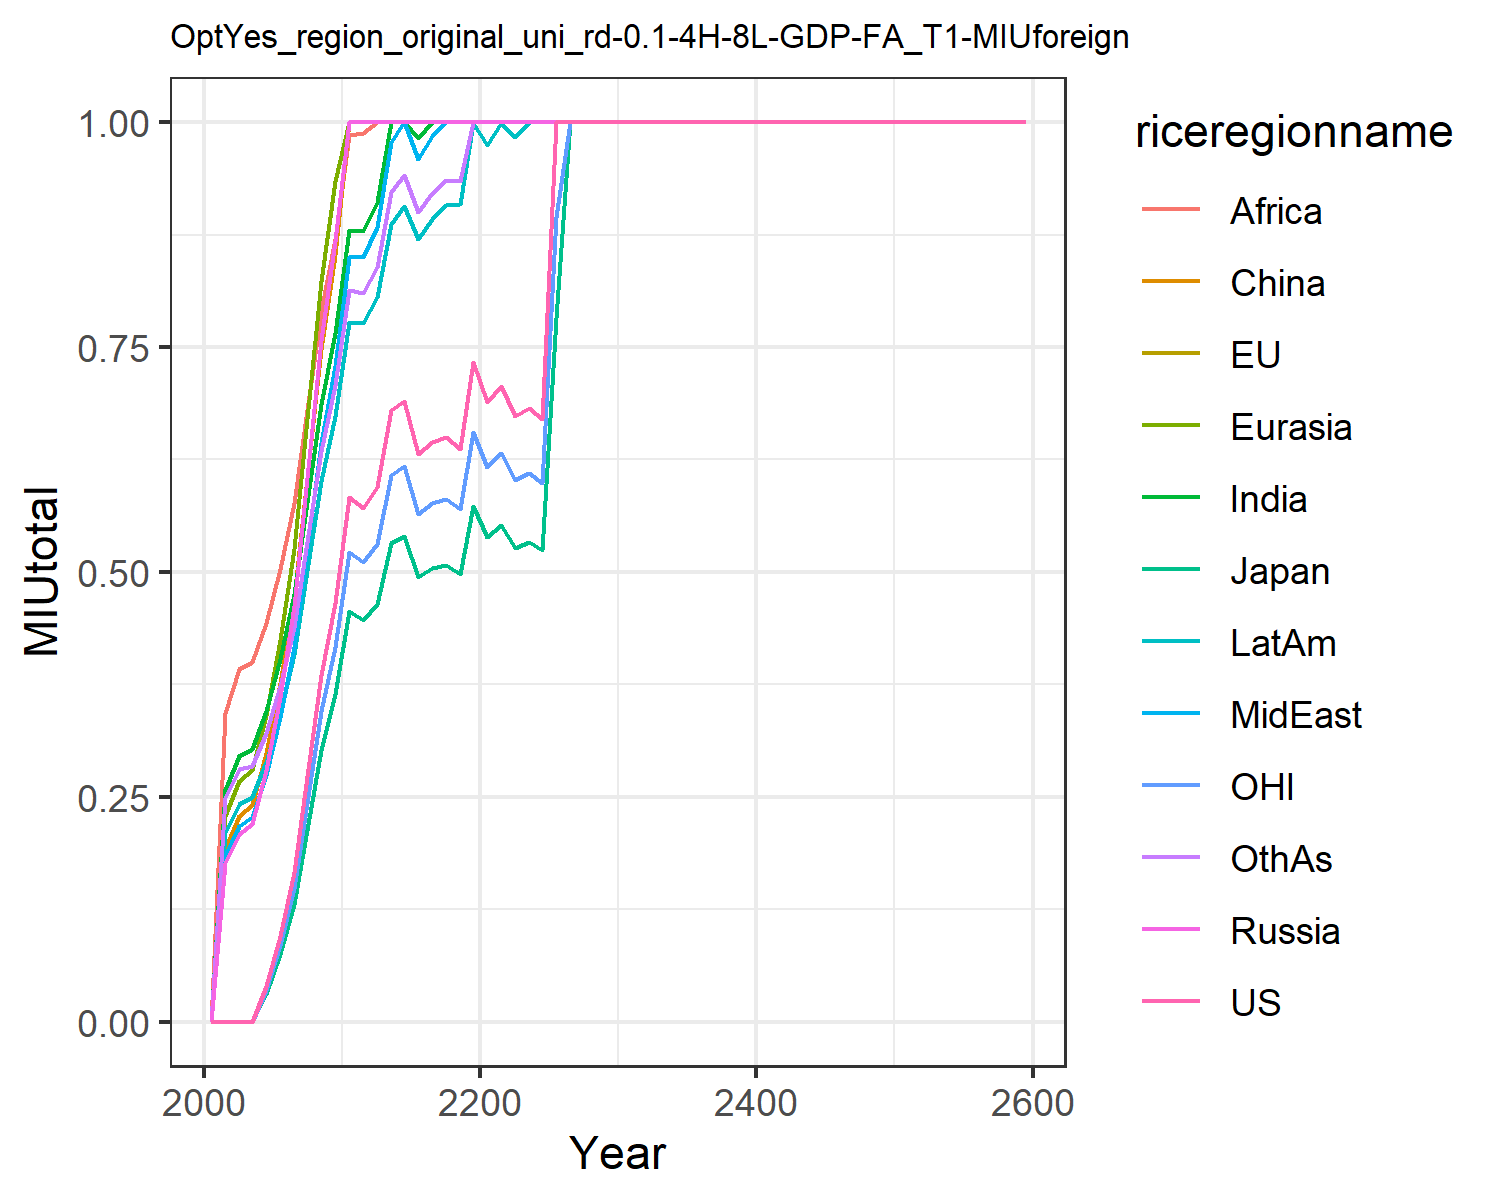 OptYes_region_original_uni_rd-0.1-4H-8L-GDP-FA_T1-MIUforeign
1.00
0.75
0.50
0.25
0.00
MIUtotal
2000
2200
2400
2600
Year
riceregionname
Africa
China
EU
Eurasia
India
Japan
LatAm
MidEast
OHI
OthAs
Russia
US